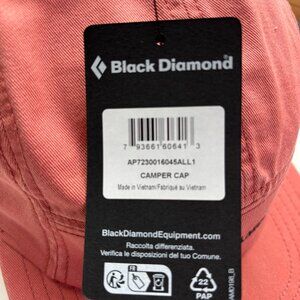 Black Diamond
7 93661 60641 3
AP7230016045ALL1
CAMPER CAP
Made in Vietnam/Fabriqué au Vietnam
BlackDiamondEquipment.com
Raccolta differenziata.
Verifica le disposizioni del tuo Comune.
FR
22
PAP